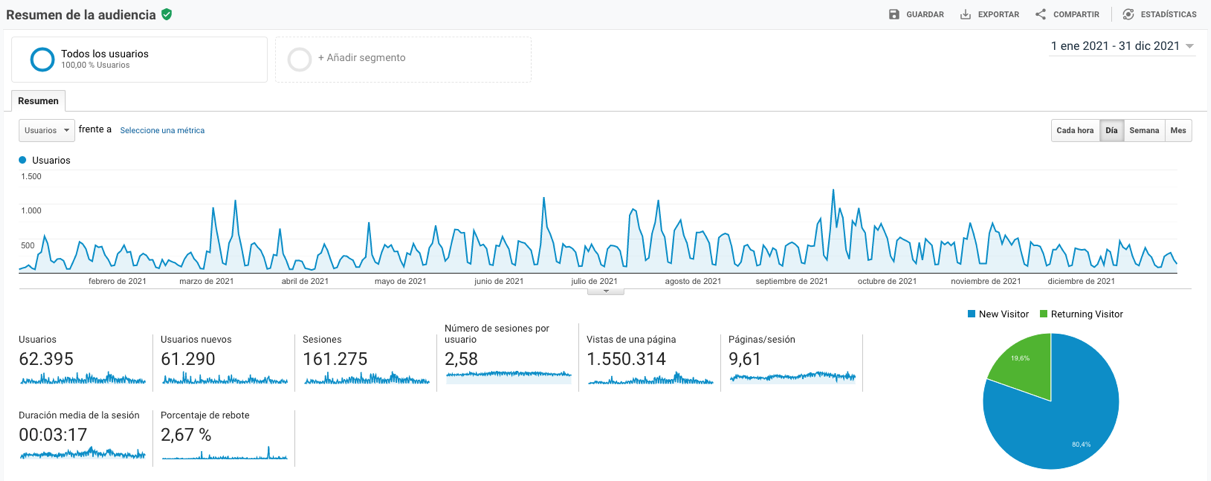 Resumen de la audiencia
GUARDAR EXPORTAR COMPARTIR ESTADÍSTICAS
Todos los usuarios
100,00 % Usuarios
+ Añadir segmento
1 ene 2021 - 31 dic 2021
Resumen
Usuarios frente a Seleccione una métrica
Cada hora Día Semana Mes
Usuarios
1.500
1.000
500
febrero de 2021 marzo de 2021 abril de 2021 mayo de 2021 junio de 2021 julio de 2021 agosto de 2021 septiembre de 2021 octubre de 2021 noviembre de 2021 diciembre de 2021
New Visitor Returning Visitor
Usuarios
62.395
Usuarios nuevos
61.290
Sesiones
161.275
Número de sesiones por
usuario
2,58
Vistas de una página
1.550.314
Páginas/sesión
9,61
Duración media de la sesión
00:03:17
Porcentaje de rebote
2,67 %
19,6%
80,4%